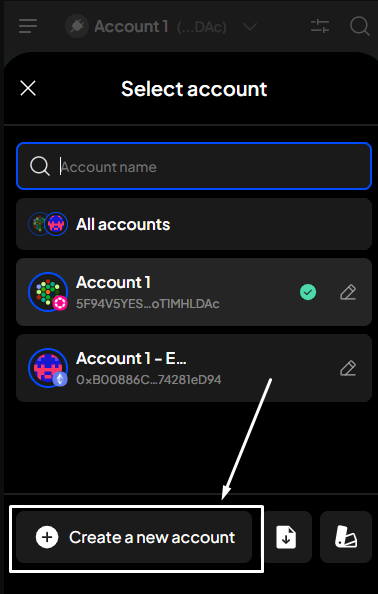 Account 1 (...DAc)
Select account
Account name
All accounts
Account 1
5F94V5YES...oT1MHLDAc
Account 1 - E...
0xB00886C...74281eD94
Create a new account